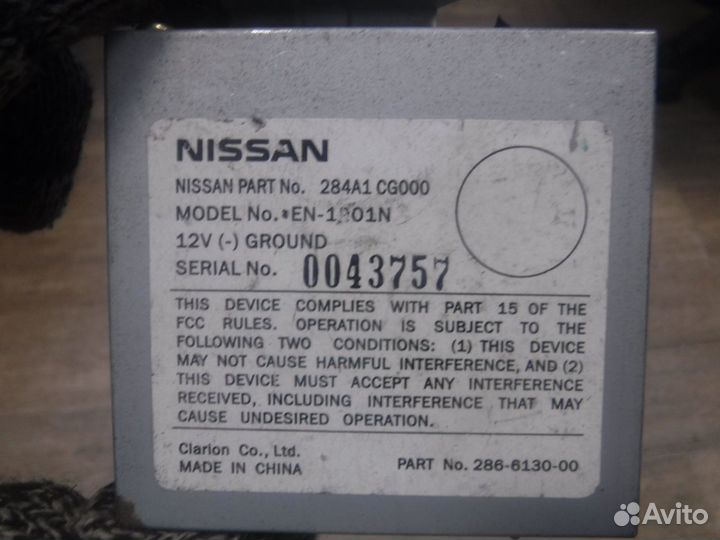 NISSAN
NISSAN PART No. 284A1 CG000
MODEL No.
12V (-) GROUND
SERIAL No. 0043757
THIS DEVICE COMPLIES WITH PART 15 OF THE
FCC RULES. OPERATION IS SUBJECT TO THE
FOLLOWING TWO CONDITIONS: (1) THIS DEVICE
MAY NOT CAUSE HARMFUL INTERFERENCE, AND (2)
THIS DEVICE MUST ACCEPT ANY INTERFERENCE
RECEIVED, INCLUDING INTERFERENCE THAT MAY
CAUSE UNDESIRED OPERATION.
Clarion Co., Ltd.
MADE IN CHINA PART No. 286-6130-00
Avito